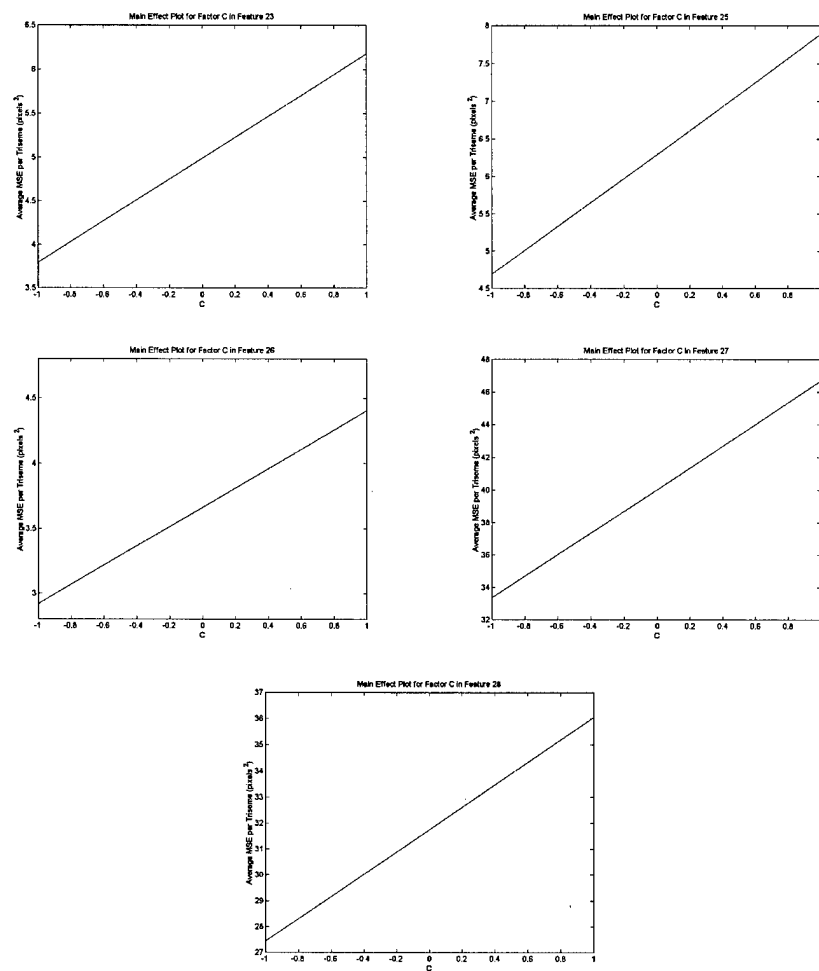 Main Effect Plot for Factor C in Feature 23
Average MSE per Triseme (pixels ²)
6.5
6
5.5
5
4.5
4
3.5
-1 -0.8 -0.6 -0.4 -0.2 0 0.2 0.4 0.6 0.8 1
C
Main Effect Plot for Factor C in Feature 25
Average MSE per Triseme (pixels ²)
8
7.5
7
6.5
6
5.5
5
4.5
-1 -0.8 -0.6 -0.4 -0.2 0 0.2 0.4 0.6 0.8
C
Main Effect Plot for Factor C in Feature 26
Average MSE per Triseme (pixels ²)
4.5
4
3.5
3
-1 -0.8 -0.6 -0.4 -0.2 0 0.2 0.4 0.6 0.8 1
C
Main Effect Plot for Factor C in Feature 27
Average MSE per Triseme (pixels ²)
48
46
44
42
40
38
36
34
32
-1 -0.8 -0.6 -0.4 -0.2 0 0.2 0.4 0.6 0.8
C
Main Effect Plot for Factor C in Feature 28
Average MSE per Triseme (pixels ²)
37
36
35
34
33
32
31
30
29
28
27
-1 -0.8 -0.6 -0.4 -0.2 0 0.2 0.4 0.6 0.8 1
C